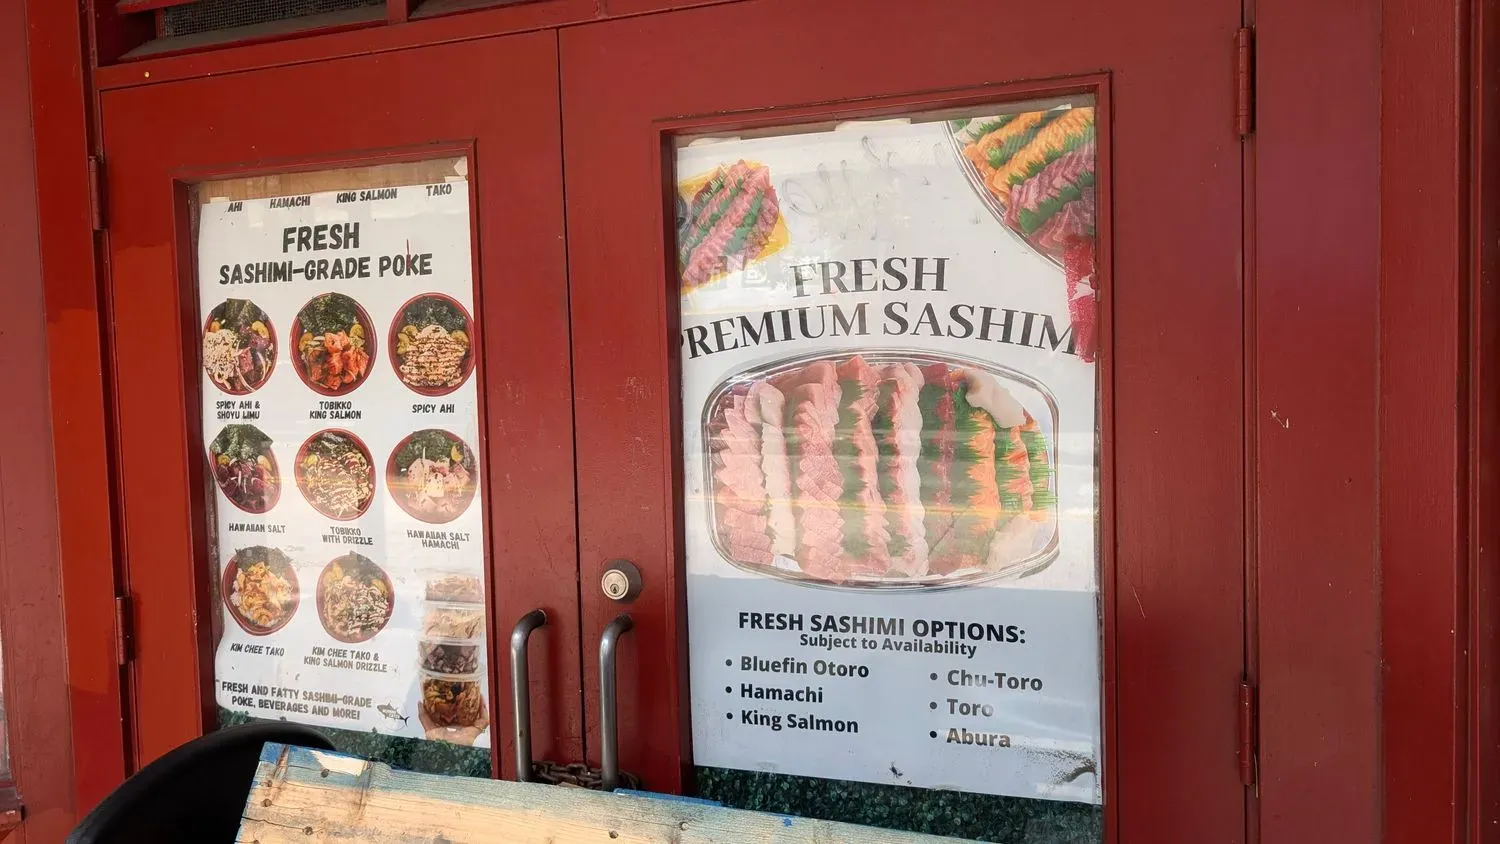 AHI HAMACHI KING SALMON TAKO
FRESH
SASHIMI-GRADE POKE
SPICY AHI &
SHOYU LIMU
TOBIKKO
KING SALMON
SPICY AHI
HAWAIIAN SALT
TOBIKKO
WITH DRIZZLE
HAWAIIAN SALT
HAMACHI
KIM CHEE TAKO
KIM CHEE TAKO &
KING SALMON DRIZZLE
FRESH AND FATTY SASHIMI-GRADE
POKE, BEVERAGES AND MORE!
FRESH
PREMIUM SASHIM
FRESH SASHIMI OPTIONS:
Subject to Availability
• Bluefin Otoro
• Hamachi
• King Salmon
• Chu-Toro
• Toro
• Abura